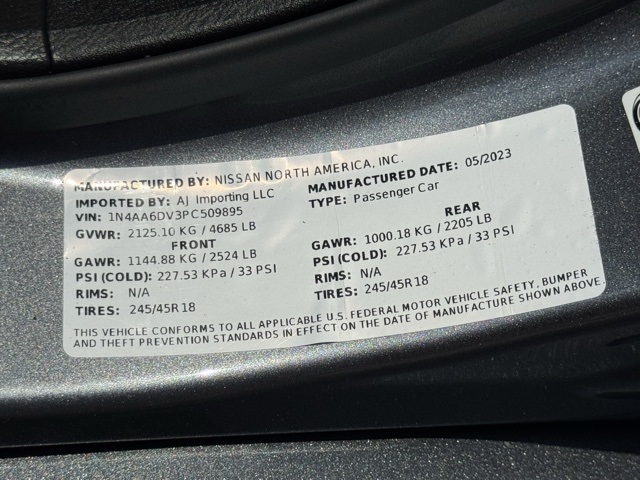 MANUFACTURED BY: NISSAN NORTH AMERICA, INC.
IMPORTED BY: AJ Importing LLC
VIN: 1N4AA6DV3PC509895
GVWR: 2125.10 KG / 4685 LB
FRONT
GAWR: 1144.88 KG / 2524 LB
PSI (COLD): 227.53 KPa / 33 PSI
RIMS: N/A
TIRES: 245/45R 18
MANUFACTURED DATE: 05/2023
TYPE: Passenger Car
REAR
GAWR: 1000.18 KG / 2205 LB
PSI (COLD): 227.53 KPa / 33 PSI
RIMS: N/A
TIRES: 245/45R 18
THIS VEHICLE CONFORMS TO ALL APPLICABLE U.S. FEDERAL MOTOR VEHICLE SAFETY, BUMPER
AND THEFT PREVENTION STANDARDS IN EFFECT ON THE DATE OF MANUFACTURE SHOWN ABOVE.